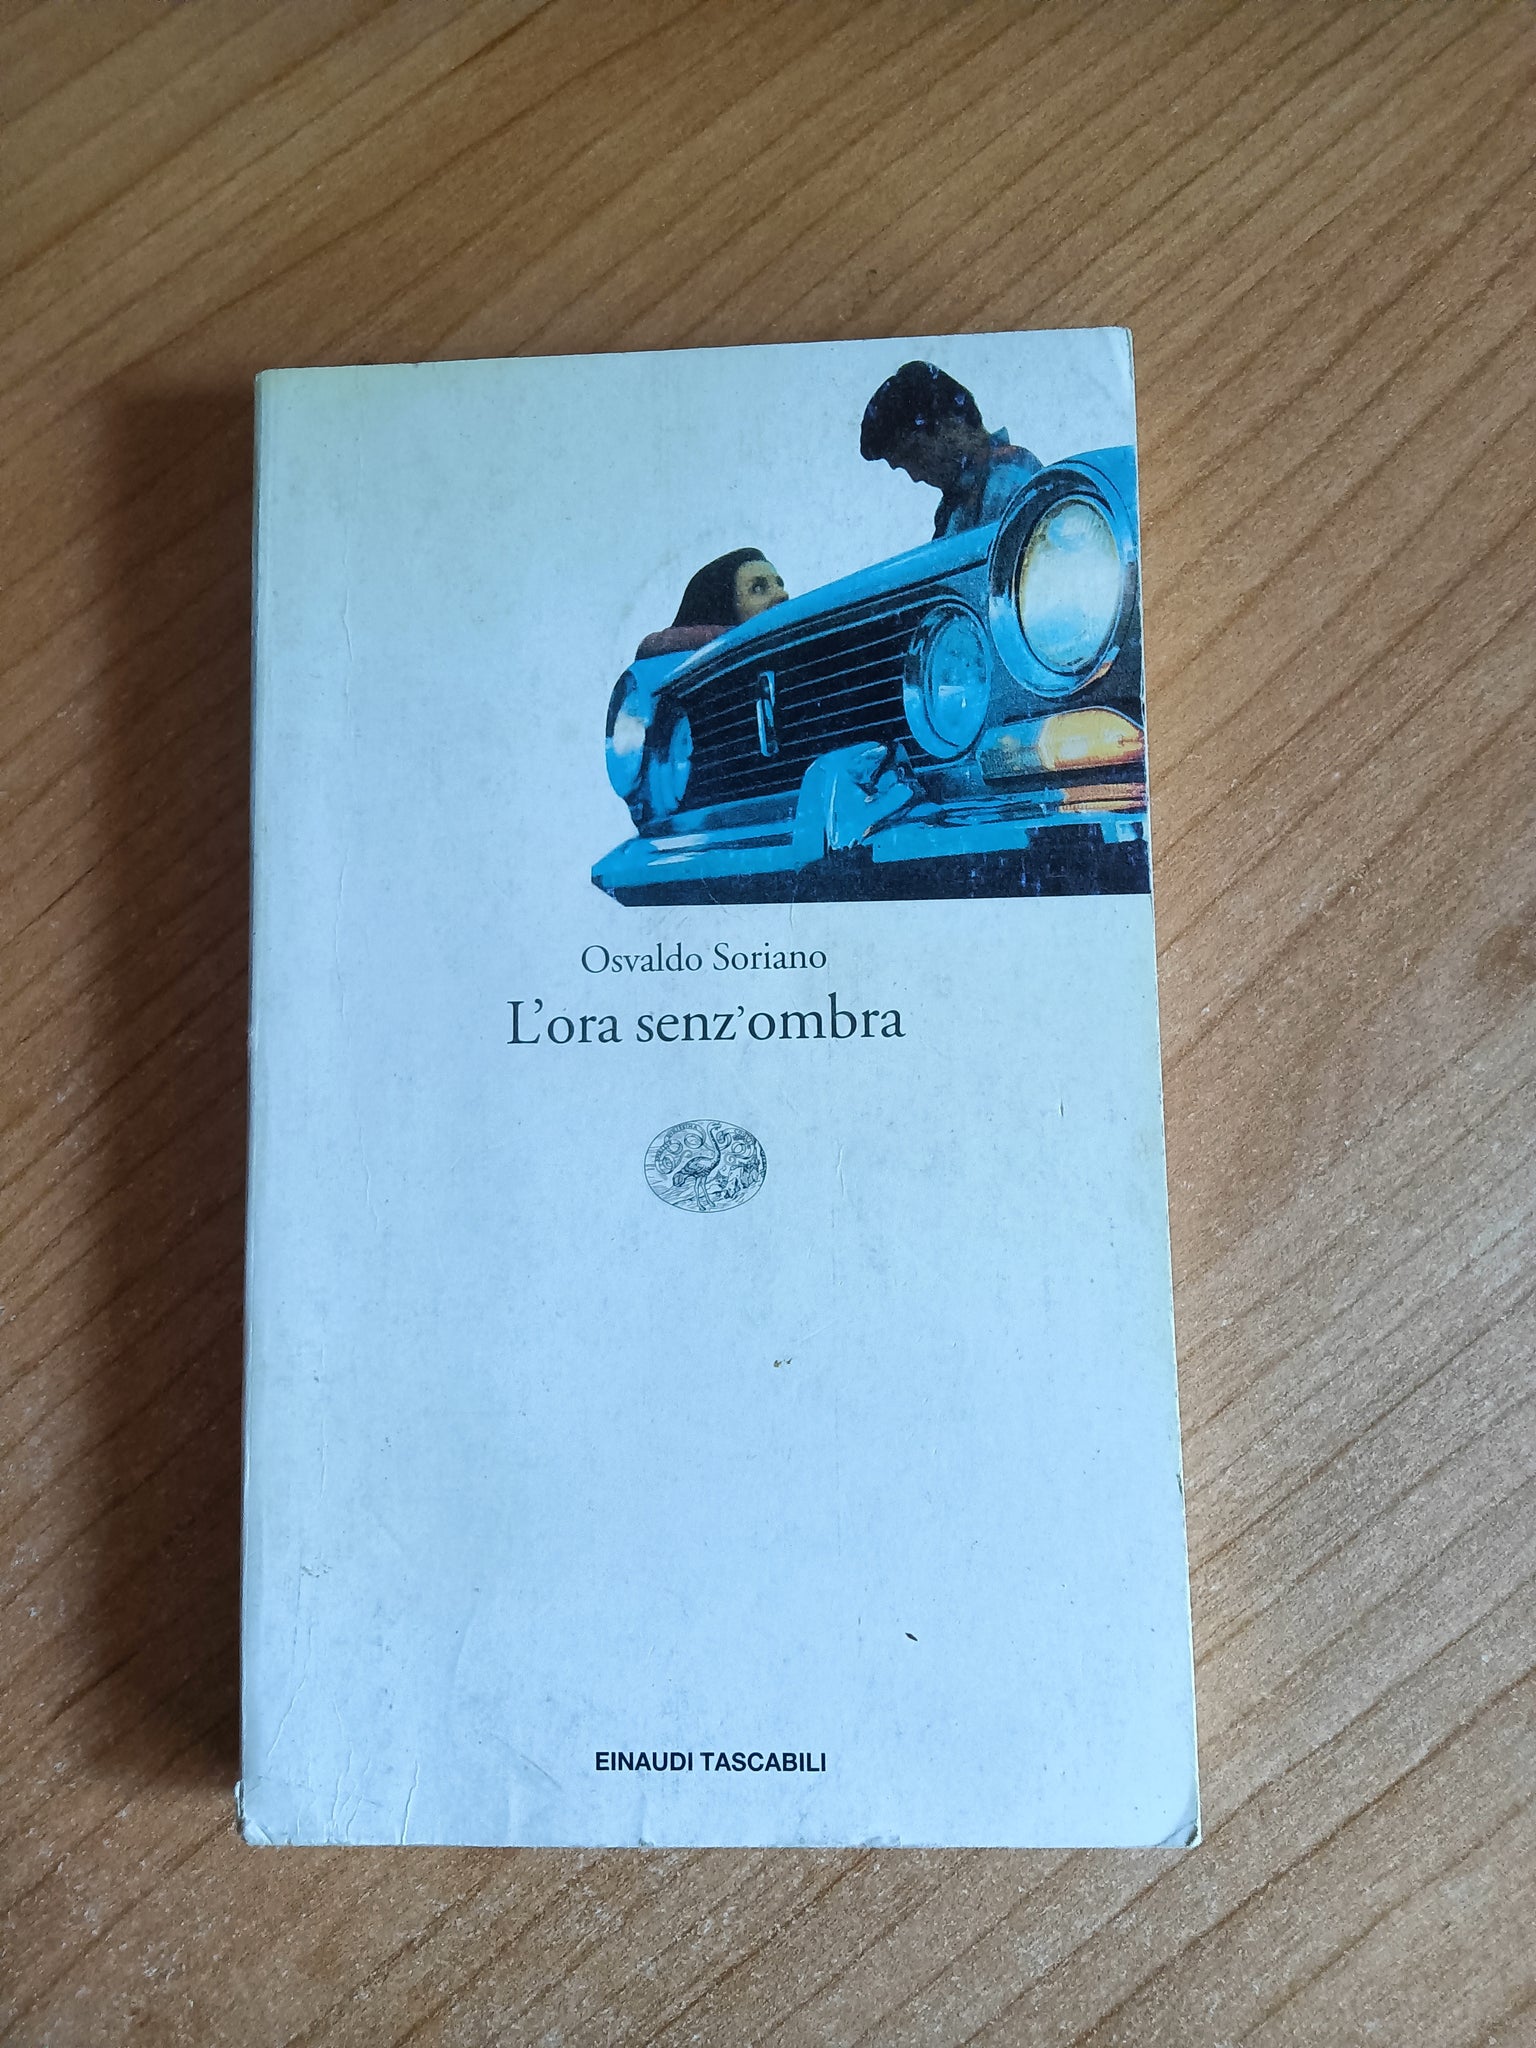 Osvaldo Soriano
L'ora senz'ombra
EINAUDI TASCABILI